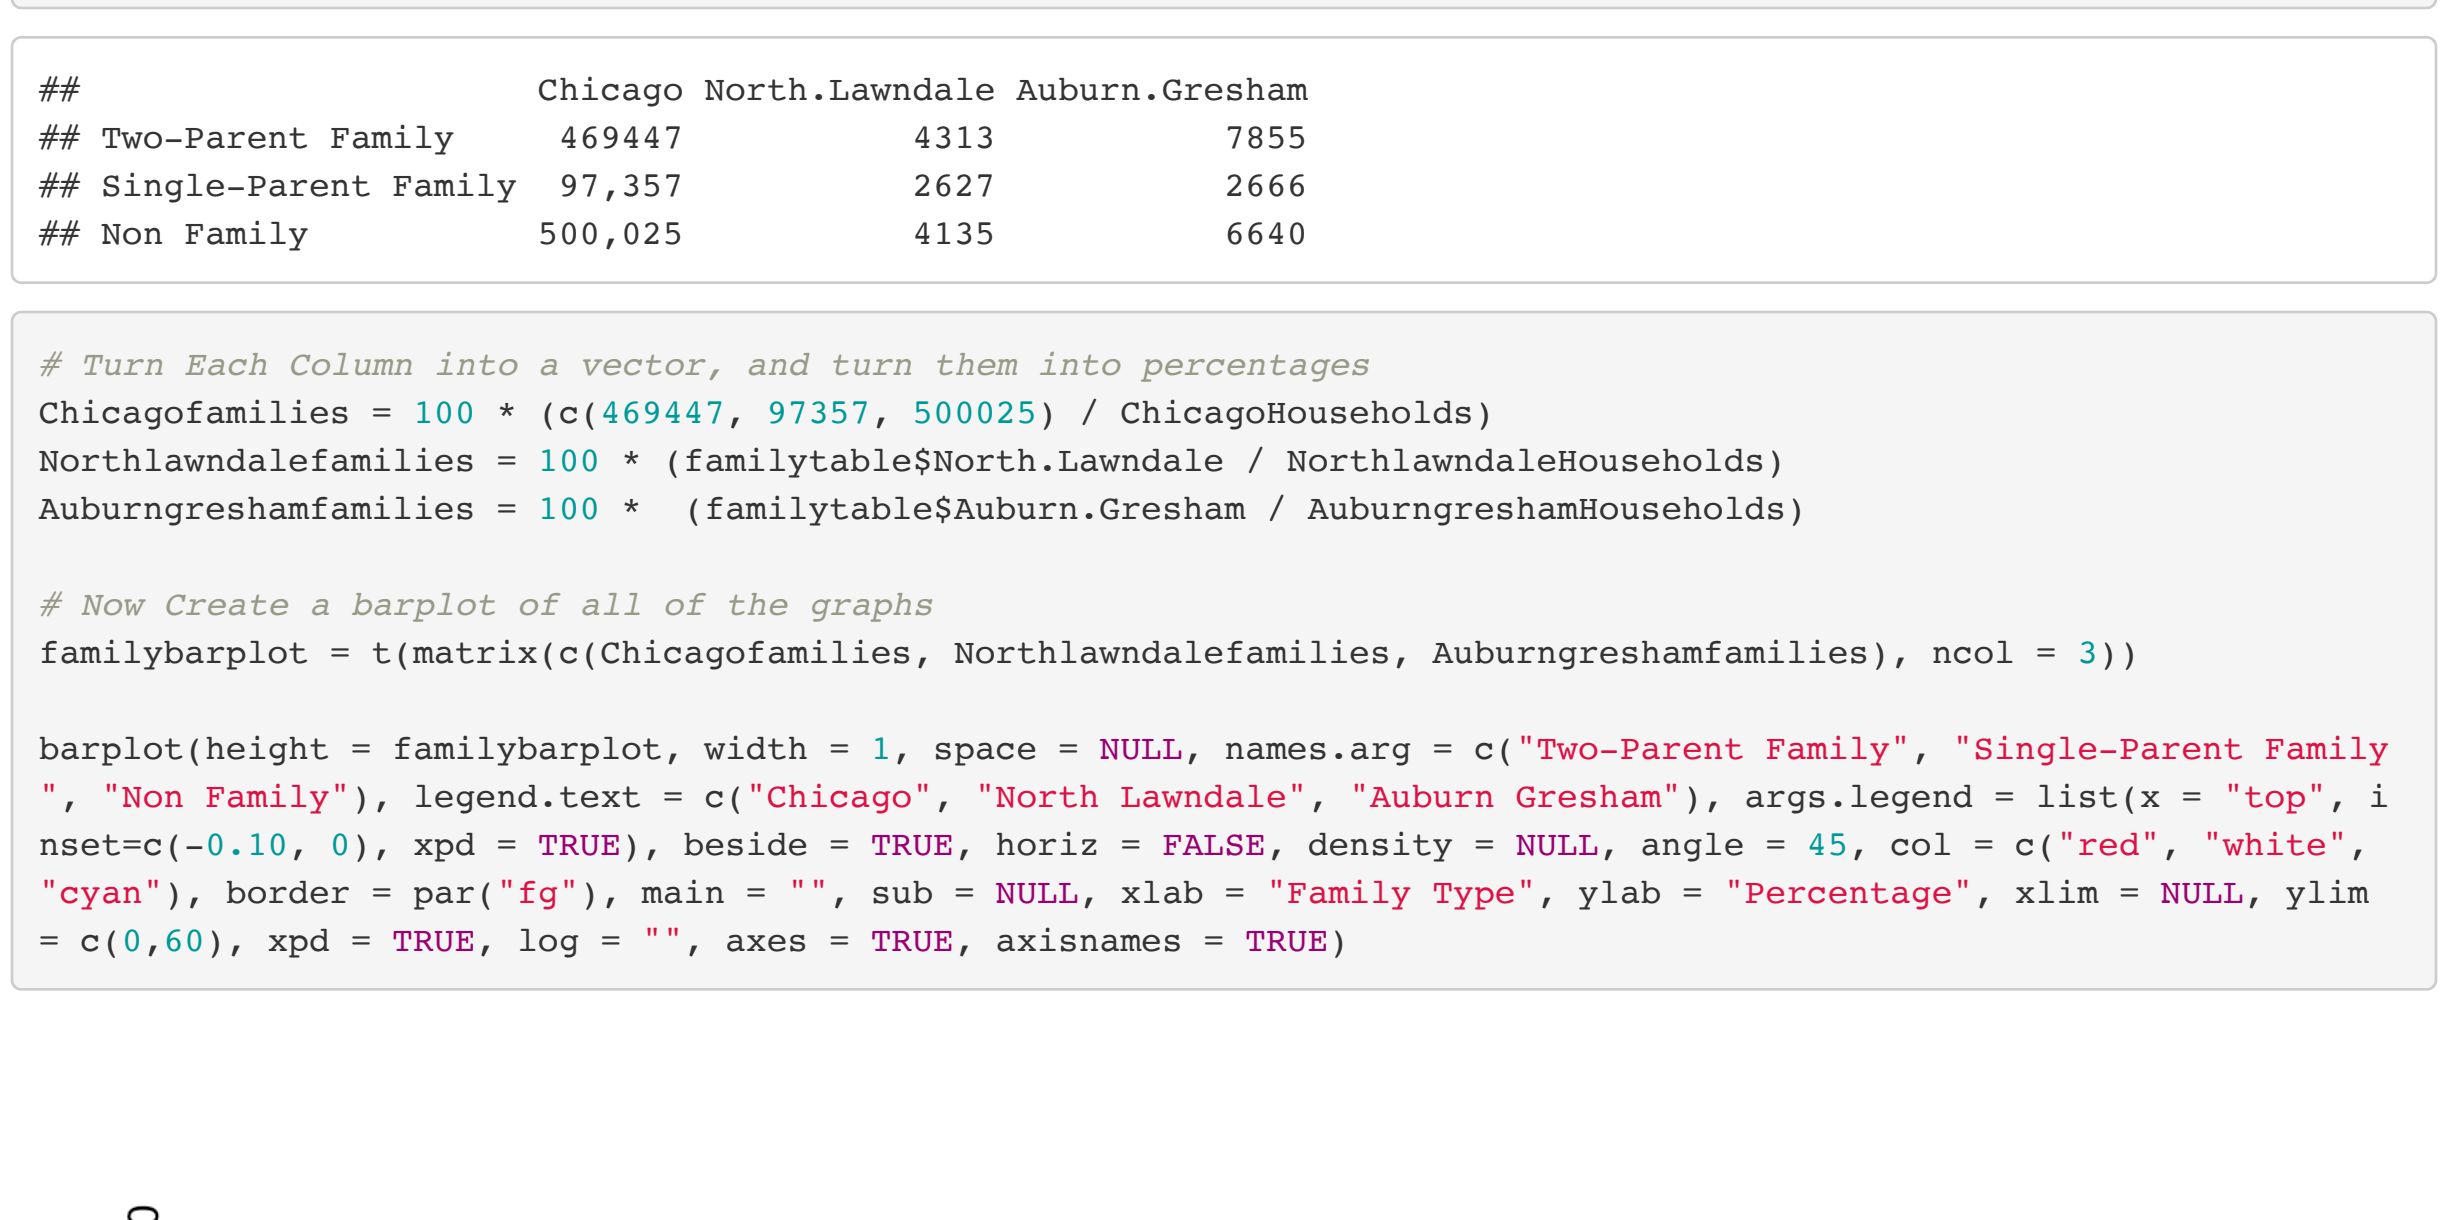 ##                      Chicago North.Lawndale Auburn.Gresham
## Two-Parent Family     469447           4313           7855
## Single-Parent Family  97,357           2627           2666
## Non Family           500,025           4135           6640
# Turn Each Column into a vector, and turn them into percentages
Chicagofamilies = 100 * (c(469447, 97357, 500025) / ChicagoHouseholds)
Northlawndalefamilies = 100 * (familytable$North.Lawndale / NorthlawndaleHouseholds)
Auburngreshamfamilies = 100 *  (familytable$Auburn.Gresham / AuburngreshamHouseholds)
# Now Create a barplot of all of the graphs
familybarplot = t(matrix(c(Chicagofamilies, Northlawndalefamilies, Auburngreshamfamilies), ncol = 3))
barplot(height = familybarplot, width = 1, space = NULL, names.arg = c("Two-Parent Family", "Single-Parent Family
", "Non Family"), legend.text = c("Chicago", "North Lawndale", "Auburn Gresham"), args.legend = list(x = "top", i
nset=c(-0.10, 0), xpd = TRUE), beside = TRUE, horiz = FALSE, density = NULL, angle = 45, col = c("red", "white",
"cyan"), border = par("fg"), main = "", sub = NULL, xlab = "Family Type", ylab = "Percentage", xlim = NULL, ylim
= c(0,60), xpd = TRUE, log = "", axes = TRUE, axisnames = TRUE)